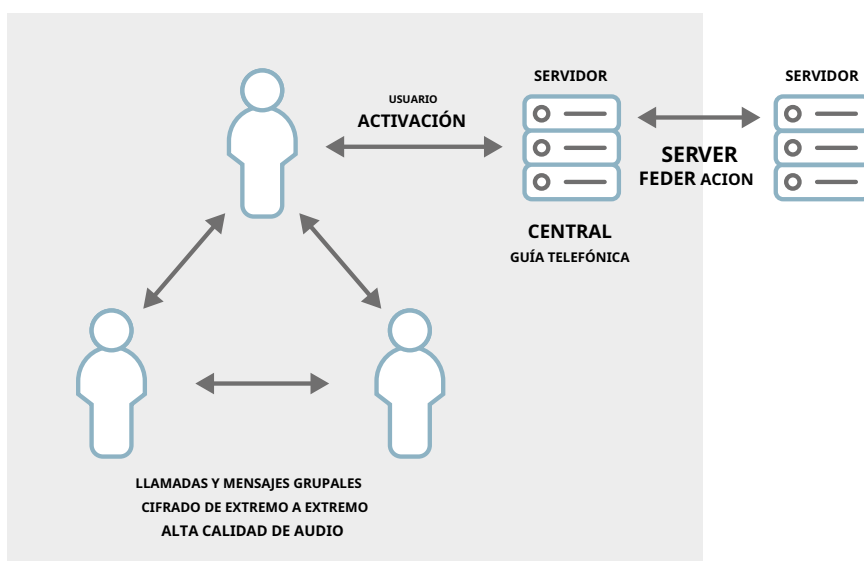 SERVIDOR
SERVIDOR
USUARIO
ACTIVACIÓN
SERVER
FEDER ACION
CENTRAL
GUÍA TELEFÓNICA
LLAMADAS Y MENSAJES GRUPALES
CIFRADO DE EXTREMO A EXTREMO
ALTA CALIDAD DE AUDIO